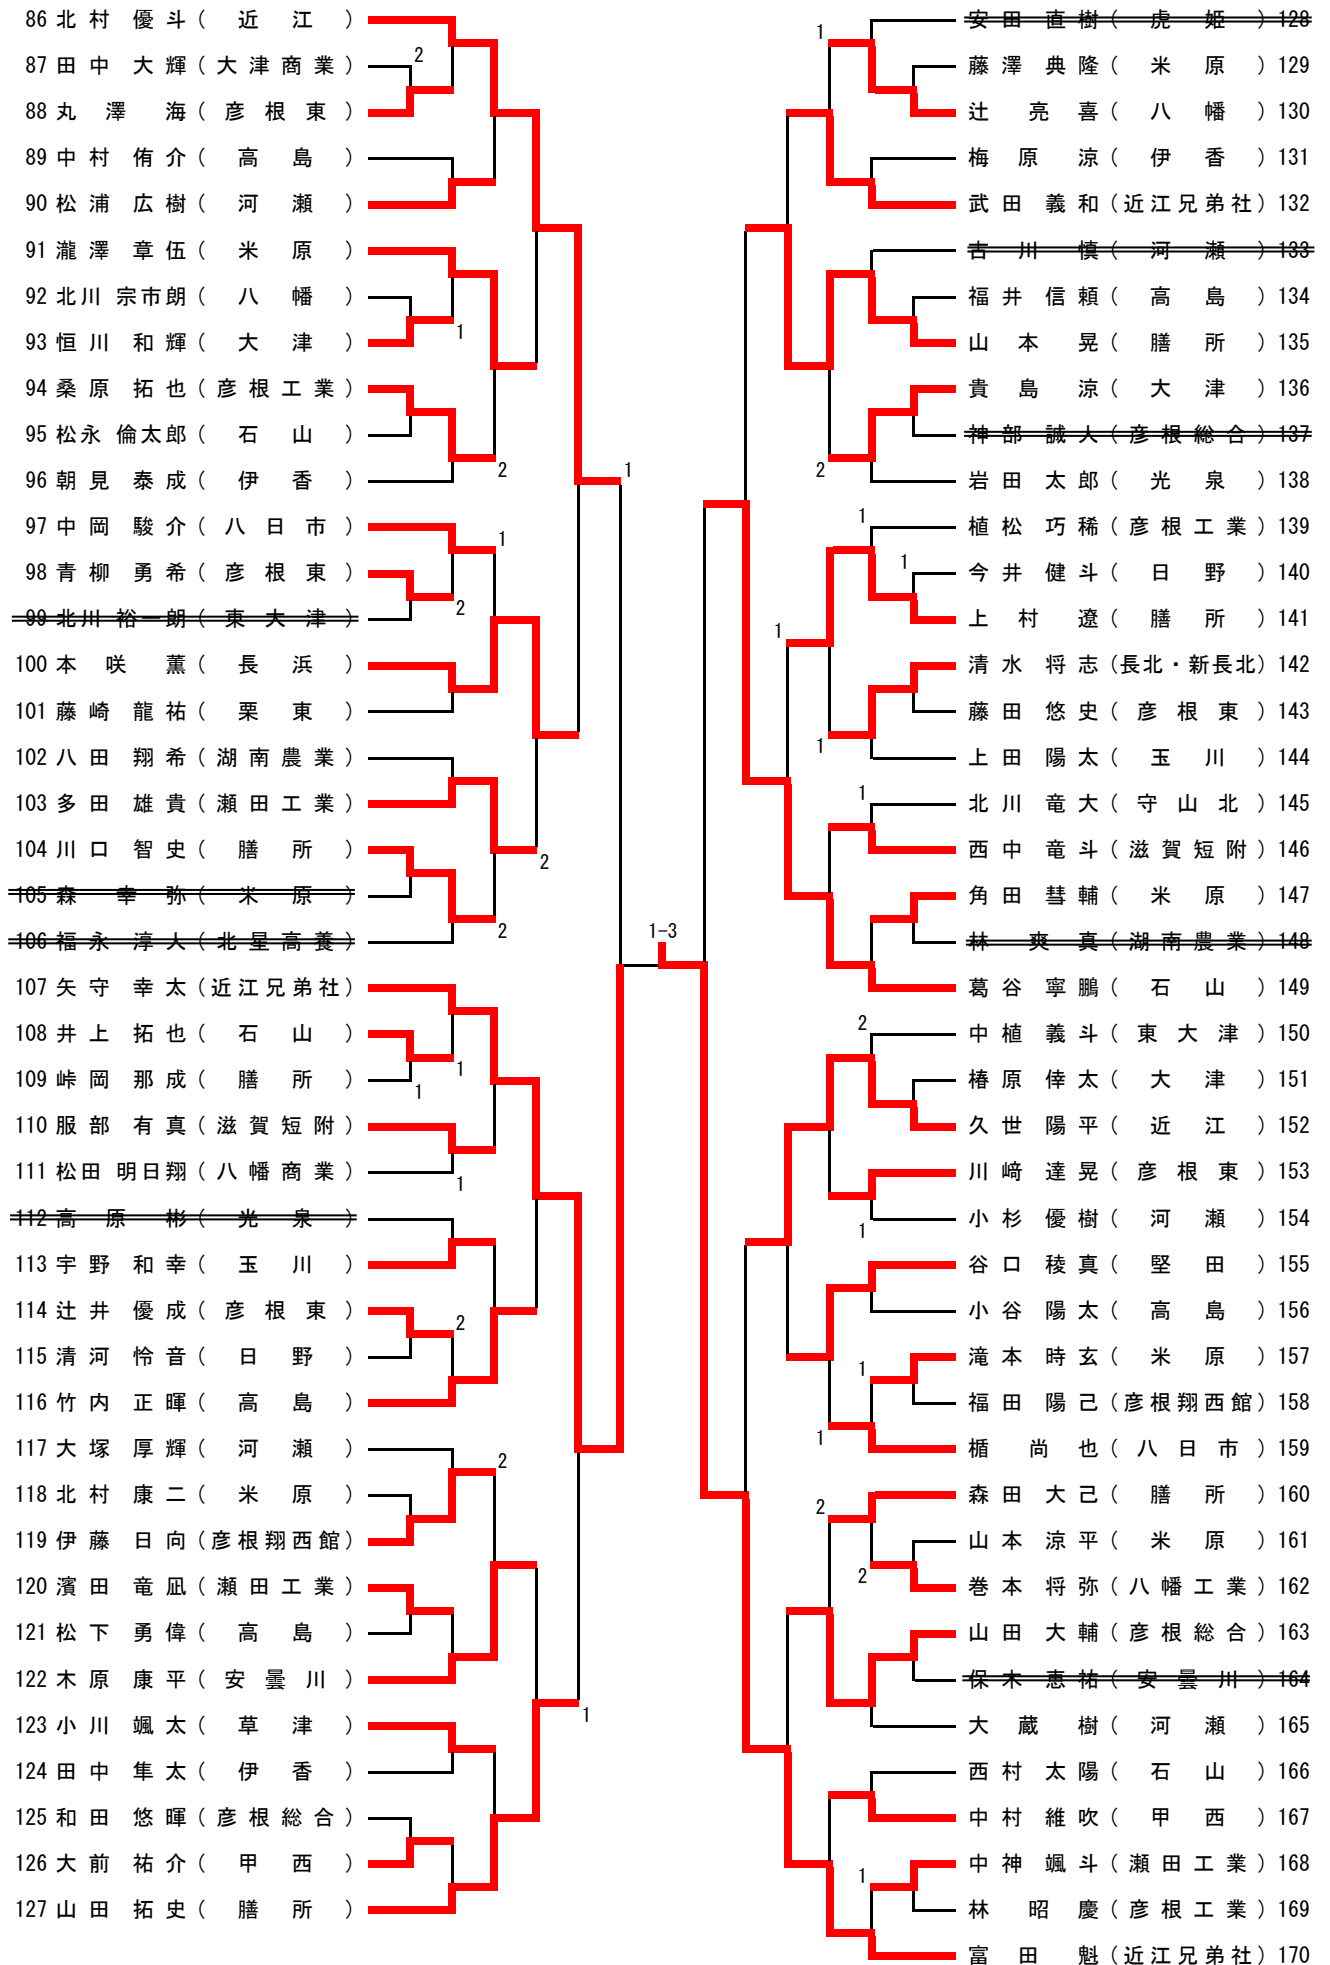 86 北村 優斗 (近江)
87 田中 大輝 (大津商業)
88 丸澤 海 (彦根東)
89 中村 侑介 (高島)
90 松浦 広樹 (河瀬)
91 瀧澤 章伍 (米原)
92 北川 宗市朗 (八幡)
93 恒川 和輝 (大津)
94 桑原 拓也 (彦根工業)
95 松永 倫太郎 (石山)
96 朝見 泰成 (伊香)
97 中岡 駿介 (八日市)
98 青柳 勇希 (彦根東)
99 北川 裕一朗 (東大津)
100 本咲 薫 (長浜)
101 藤崎 龍祐 (栗東)
102 八田 翔希 (湖南農業)
103 多田 雄貴 (瀬田工業)
104 川口 智史 (膳所)
105 森 幸弥 (米原)
106 福永 淳人 (北星高養)
107 矢守 幸太 (近江兄弟社)
108 井上 拓也 (石山)
109 峠岡 那成 (膳所)
110 服部 有真 (滋賀短附)
111 松田 明日翔 (八幡商業)
112 高原 彬 (光泉)
113 宇野 和幸 (玉川)
114 辻井 優成 (彦根東)
115 清河 怜音 (日野)
116 竹内 正暉 (高島)
117 大塚 厚輝 (河瀬)
118 北村 康二 (米原)
119 伊藤 日向 (彦根翔西館)
120 濱田 竜凪 (瀬田工業)
121 松下 勇偉 (高島)
122 木原 康平 (安曇川)
123 小川 颯太 (草津)
124 田中 隼太 (伊香)
125 和田 悠暉 (彦根総合)
126 大前 祐介 (甲西)
127 山田 拓史 (膳所)
2
1
2
1
2
1
2
2
1
1
1
2
2
1
1
1-3
安田 直樹 (虎姫) 128
藤澤 典隆 (米原) 129
辻 亮喜 (八幡) 130
梅原 涼 (伊香) 131
武田 義和 (近江兄弟社) 132
古川 慎 (河瀬) 133
福井 信頼 (高島) 134
山本 晃 (膳所) 135
貴島 涼 (大津) 136
神部 誠人 (彦根総合) 137
岩田 太郎 (光泉) 138
植松 巧稀 (彦根工業) 139
今井 健斗 (日野) 140
上村 遼 (膳所) 141
清水 将志 (長北・新長北) 142
藤田 悠史 (彦根東) 143
上田 陽太 (玉川) 144
北川 竜大 (守山北) 145
西中 竜斗 (滋賀短附) 146
角田 彗輔 (米原) 147
林 爽真 (湖南農業) 148
葛谷 寧鵬 (石山) 149
中植 義斗 (東大津) 150
椿原 倖太 (大津) 151
久世 陽平 (近江) 152
川﨑 達晃 (彦根東) 153
小杉 優樹 (河瀬) 154
谷口 稜真 (堅田) 155
小谷 陽太 (高島) 156
滝本 時玄 (米原) 157
福田 陽己 (彦根翔西館) 158
楯 尚也 (八日市) 159
森田 大己 (膳所) 160
山本 涼平 (米原) 161
巻本 将弥 (八幡工業) 162
山田 大輔 (彦根総合) 163
保木 恵祐 (安曇川) 164
大蔵 樹 (河瀬) 165
西村 太陽 (石山) 166
中村 維吹 (甲西) 167
中神 颯斗 (瀬田工業) 168
林 昭慶 (彦根工業) 169
富田 魁 (近江兄弟社) 170
1
2
1
1
1
1
1
2
1
1
1
2
2
1